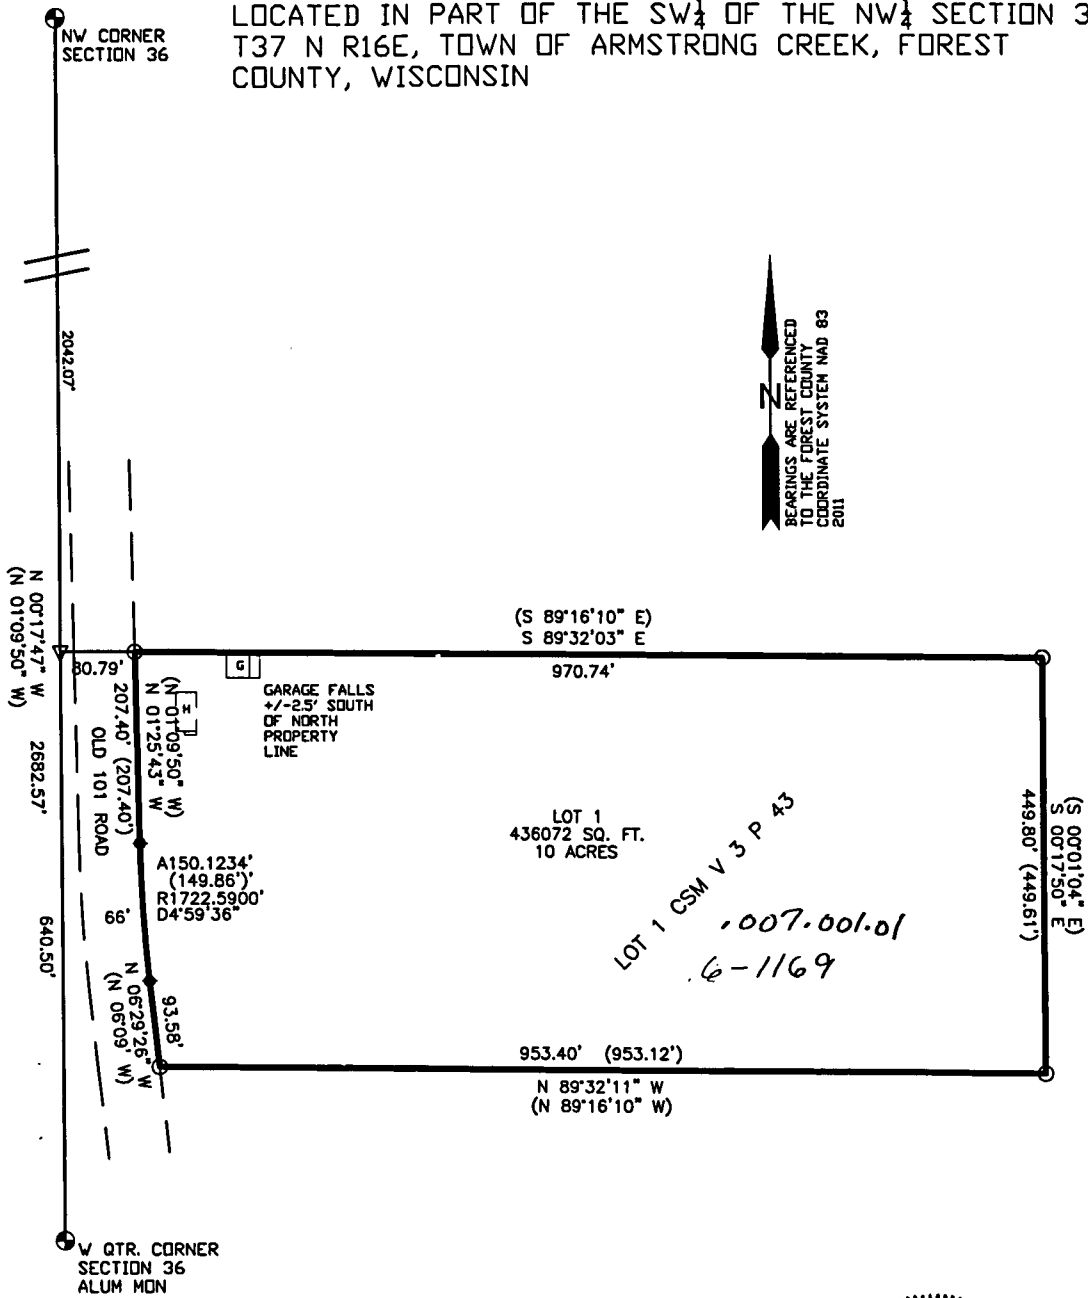 LOCATED IN PART OF THE SW¼ OF THE NW¼ SECTION 3
T37 N R16E, TOWN OF ARMSTRONG CREEK, FOREST
COUNTY, WISCONSIN
NW CORNER
SECTION 36
2042.07'
BEARINGS ARE REFERENCED
TO THE FOREST COUNTY
COORDINATE SYSTEM NAD 83
2011
N
N 00°17'47" W
(N 01°09'50" W)
2682.57'
640.50'
80.79'
(S 89°16'10" E)
S 89°32'03" E
970.74'
G
GARAGE FALLS
+/-2.5' SOUTH
OF NORTH
PROPERTY
LINE
H
(N 01°09'50" W)
N 01°25'43" W
207.40' (207.40')
OLD 101 ROAD
A150.1234'
(149.86')'
R1722.5900'
D4°59'36"
66'
LOT 1
436072 SQ. FT.
10 ACRES
LOT 1 CSM V 3 P 43
.007.001.01
.6-1169
(S 00°01'04" E)
S 00°17'50" E
449.80' (449.61')
93.58'
N 06°29'26" W
(N 06°09' W)
953.40' (953.12')
N 89°32'11" W
(N 89°16'10" W)
W QTR. CORNER
SECTION 36
ALUM MON